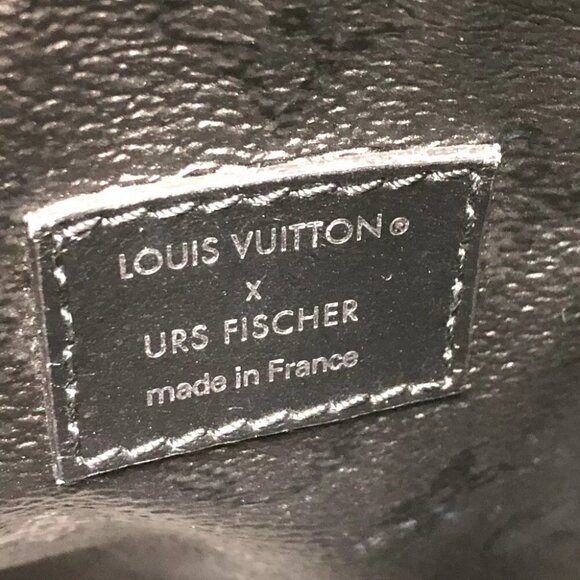 LOUIS VUITTON®
X
URS FISCHER
made in France